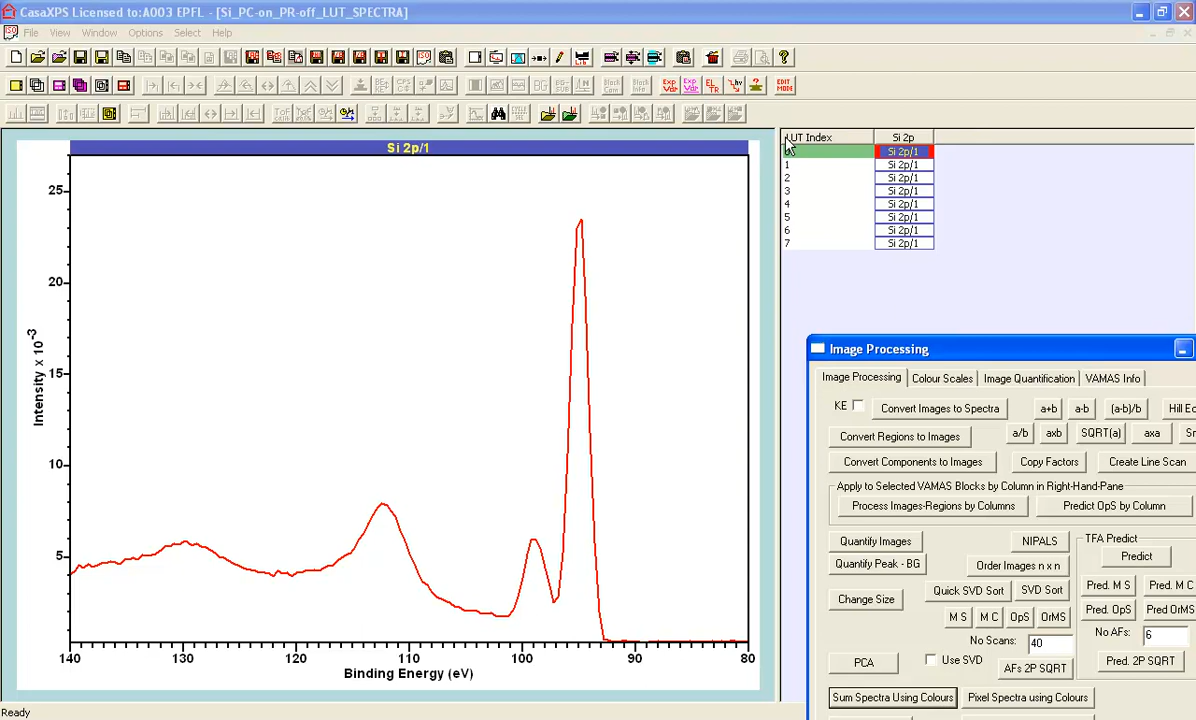 CasaXPS Licensed to:A003 EPFL - [Si_PC-on_PR-off_LUT_SPECTRA]
File View Window Options Select Help
Si 2p/1
Intensity x 10-3
25
20
15
10
5
140 130 120 110 100 90 80
Binding Energy (eV)
LUT Index Si 2p
Si 2p/1
1 Si 2p/1
2 Si 2p/1
3 Si 2p/1
4 Si 2p/1
5 Si 2p/1
6 Si 2p/1
7 Si 2p/1
Image Processing
Image Processing Colour Scales Image Quantification VAMAS Info
KE Convert Images to Spectra a+b a-b (a-b)/b Hill
Convert Regions to Images a/b axb SQRT(a) axa
Convert Components to Images Copy Factors Create Line Scan
Apply to Selected VAMAS Blocks by Column in Right-Hand-Pane
Process Images-Regions by Columns Predict OpS by Column
Quantify Images NIPALS TFA Predict
Quantify Peak - BG Order Images n x n Predict
Change Size Quick SVD Sort SVD Sort Pred. M S Pred. M C
M S M C OpS OrMS Pred. OpS Pred OrMS
No Scans: 40 No AFs: 6
PCA Use SVD AFs 2P SQRT Pred. 2P SQRT
Sum Spectra Using Colours Pixel Spectra using Colours
Ready